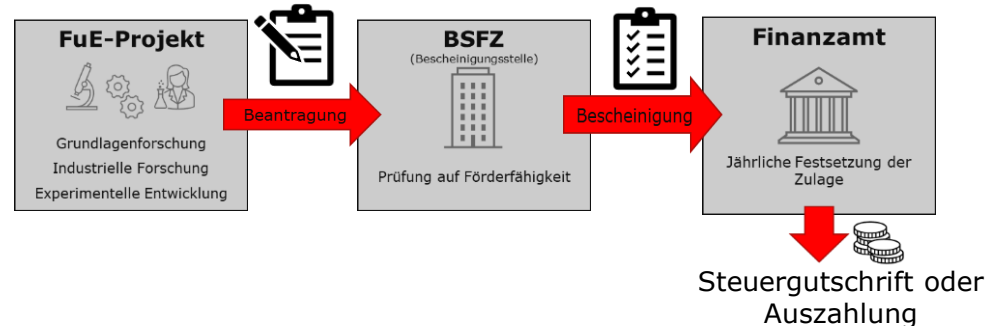 FuE-Projekt
Grundlagenforschung
Industrielle Forschung
Experimentelle Entwicklung
Beantragung
BSFZ
(Bescheinigungsstelle)
Prüfung auf Förderfähigkeit
Bescheinigung
Finanzamt
Jährliche Festsetzung der
Zulage
Steuergutschrift oder
Auszahlung